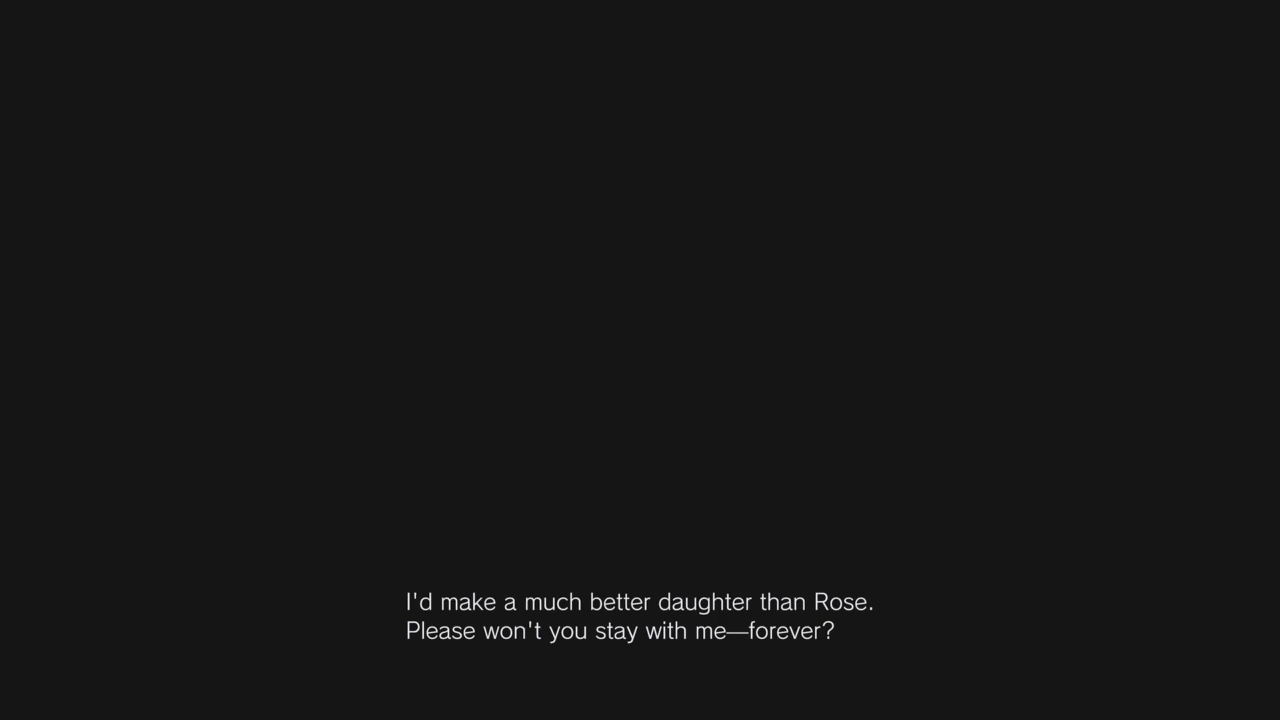 I'd make a much better daughter than Rose.
Please won't you stay with me—forever?